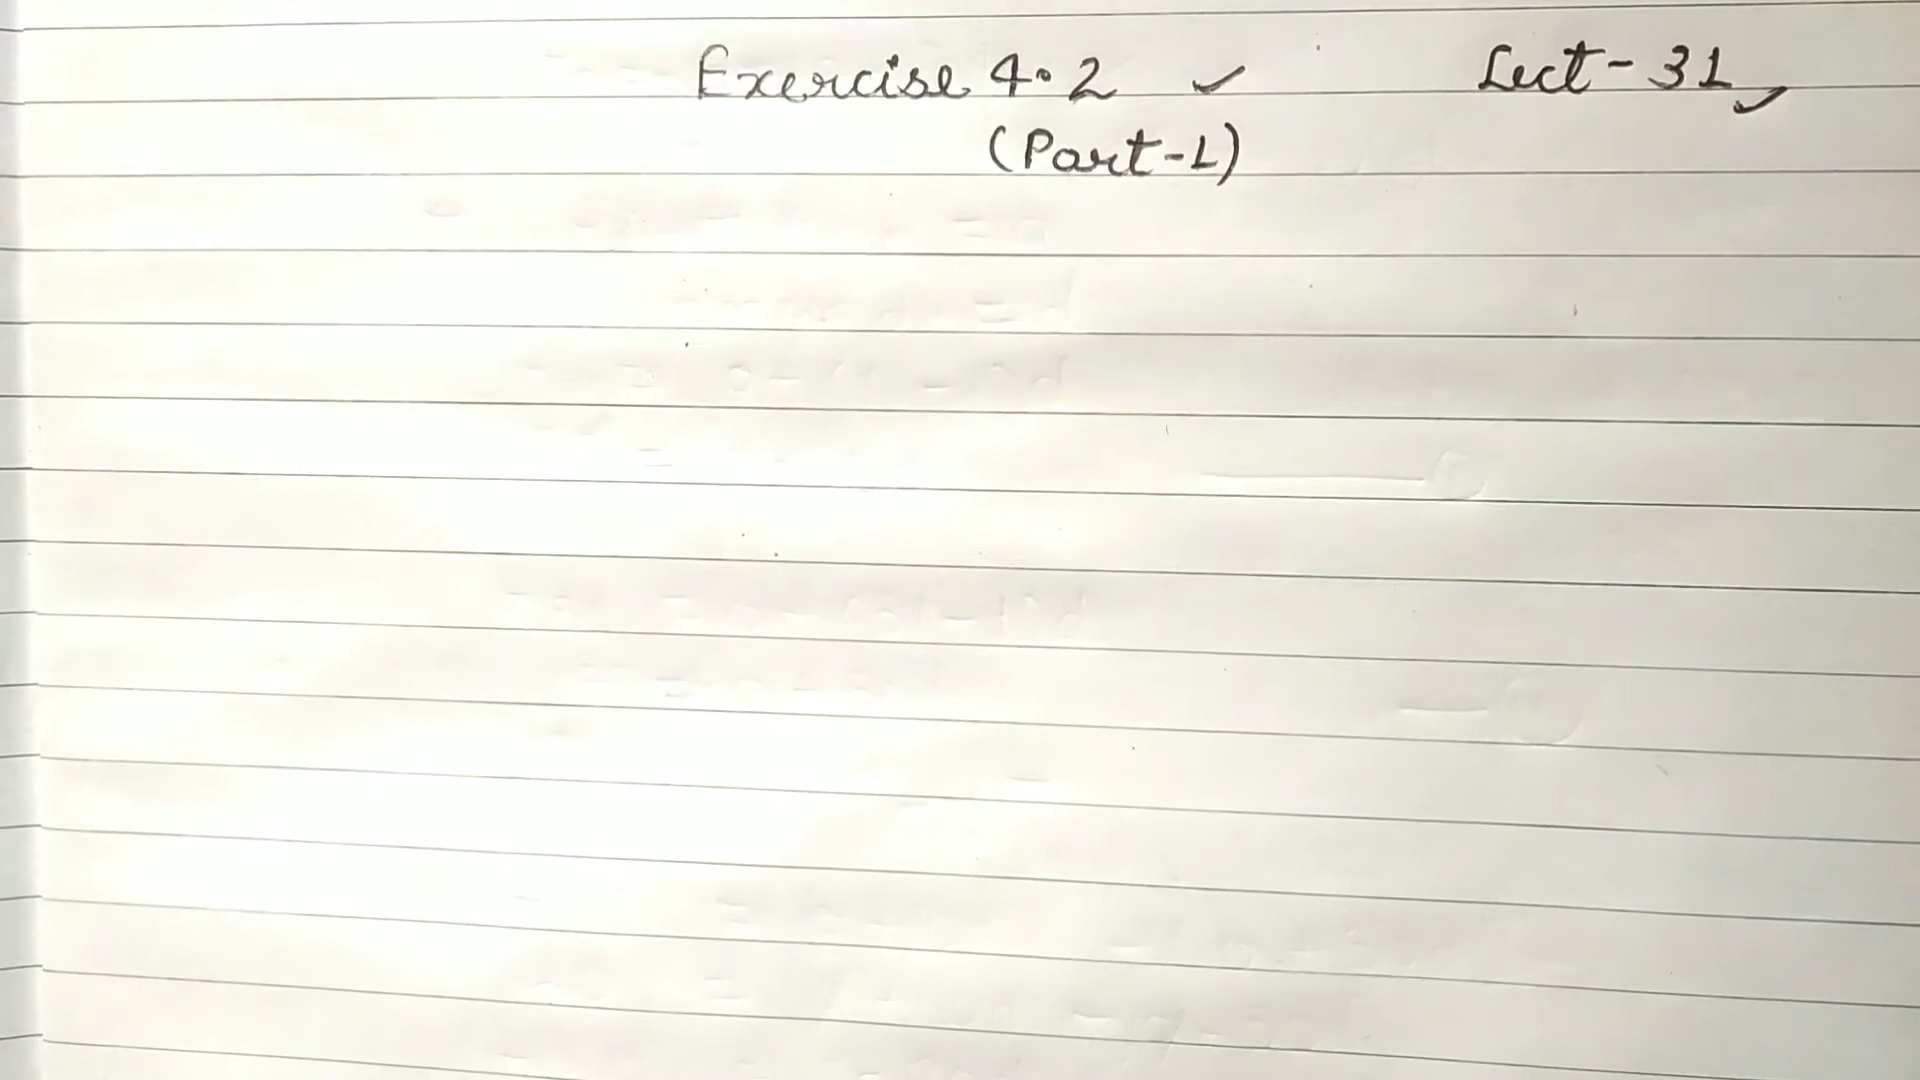 Exercise 4.2 ✓ Lect-31 ✓
(Part-1)